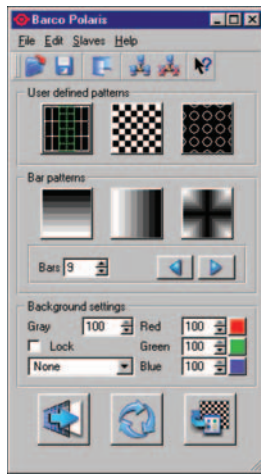 Barco Polaris
File Edit Slaves Help
User defined patterns
Bar patterns
Bars 9
Background settings
Gray 100 Red 100
Lock Green 100
None Blue 100